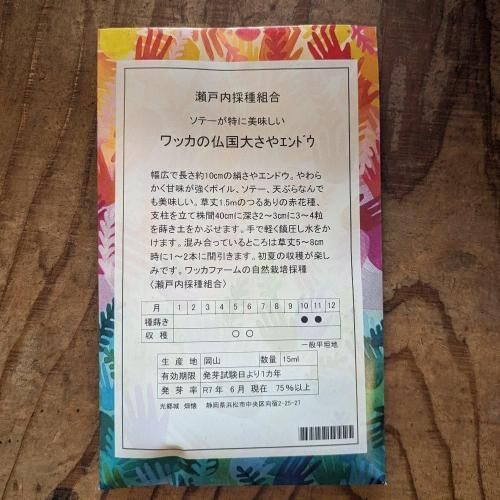 瀬戸内採種組合
ソテーが特に美味しい
ワッカの仏国大さやエンドウ
幅広で長さ約10cmの絹さやエンドウ。やわら
かく甘味が強くボイル、ソテー、天ぷらなんで
も美味しい。草丈1.5mのつるありの赤花種、
支柱を立て株間40cmに深さ2～3cmに3～4粒
を蒔き土をかぶせます。手で軽く鎮圧し水をか
けます。混み合っているところは草丈5～8cm
時に1～2本に間引きます。初夏の収穫が楽し
みです。ワッカファームの自然栽培採種
〈瀬戸内採種組合〉
月 1 2 3 4 5 6 7 8 9 10 11 12
種蒔き ● ●
収穫 ○ ○
一般平坦地
生産地 岡山 数量 15ml
有効期限 発芽試験日より1カ年
発芽率 R7年 6月 現在 75%以上
光郷城 畑懐 静岡県浜松市中央区向宿2-25-27